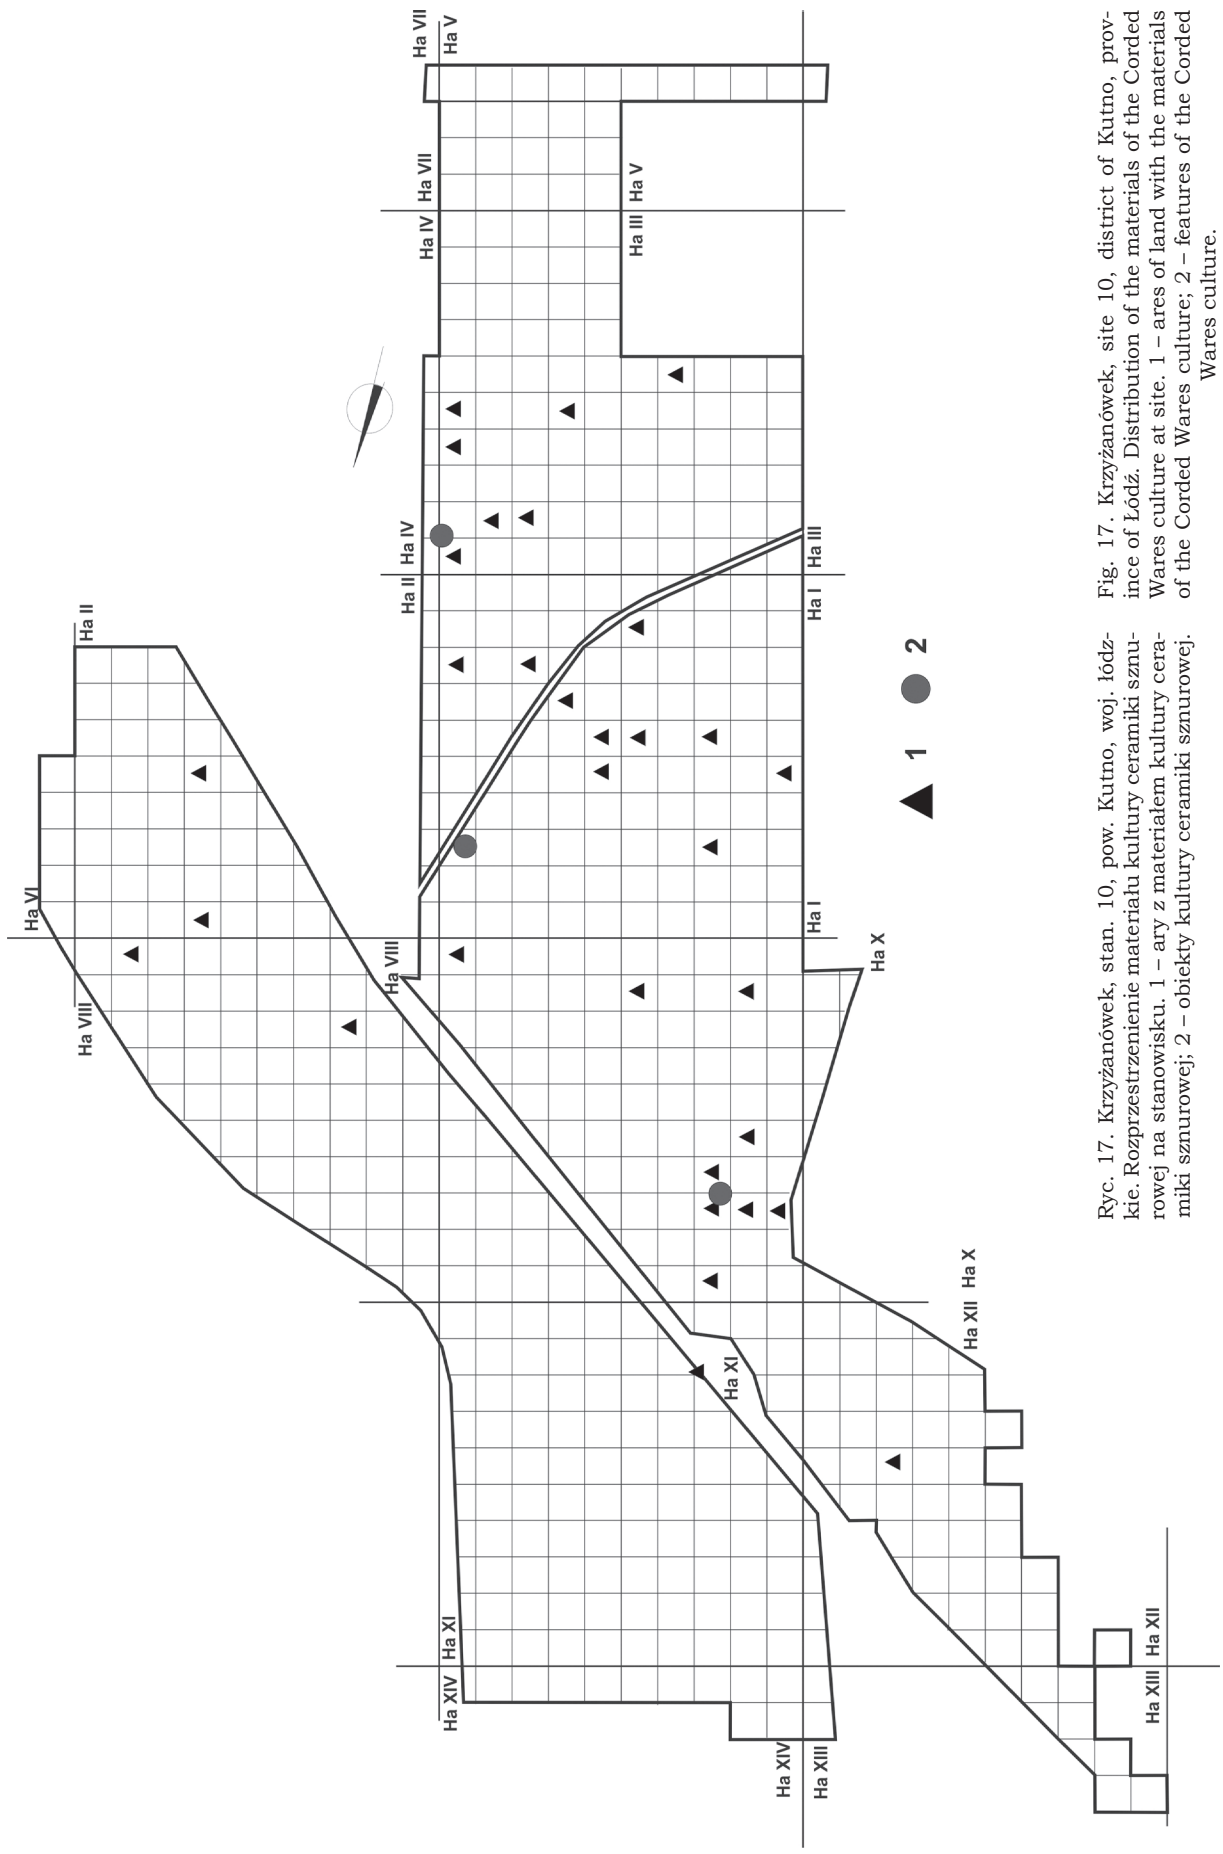 Ha VII
Ha V
Ha VII
Ha IV
Ha V
Ha III
Ha IV
Ha II
Ha III
Ha I
Ha II
Ha VI
Ha VIII
Ha VIII
Ha I
Ha X
Ha X
Ha XII
Ha XI
Ha XI
Ha XIV
Ha XIV
Ha XIII
Ha XII
Ha XIII
1
2
Ryc. 17. Krzyżanówek, stan. 10, pow. Kutno, woj. łódz-
kie. Rozprzestrzenienie materiału kultury ceramiki sznu-
rowej na stanowisku. 1 – ary z materiałem kultury cera-
miki sznurowej; 2 – obiekty kultury ceramiki sznurowej.
Fig. 17. Krzyżanówek, site 10, district of Kutno, prov-
ince of Łódź. Distribution of the materials of the Corded
Wares culture at site. 1 – ares of land with the materials
of the Corded Wares culture; 2 – features of the Corded
Wares culture.